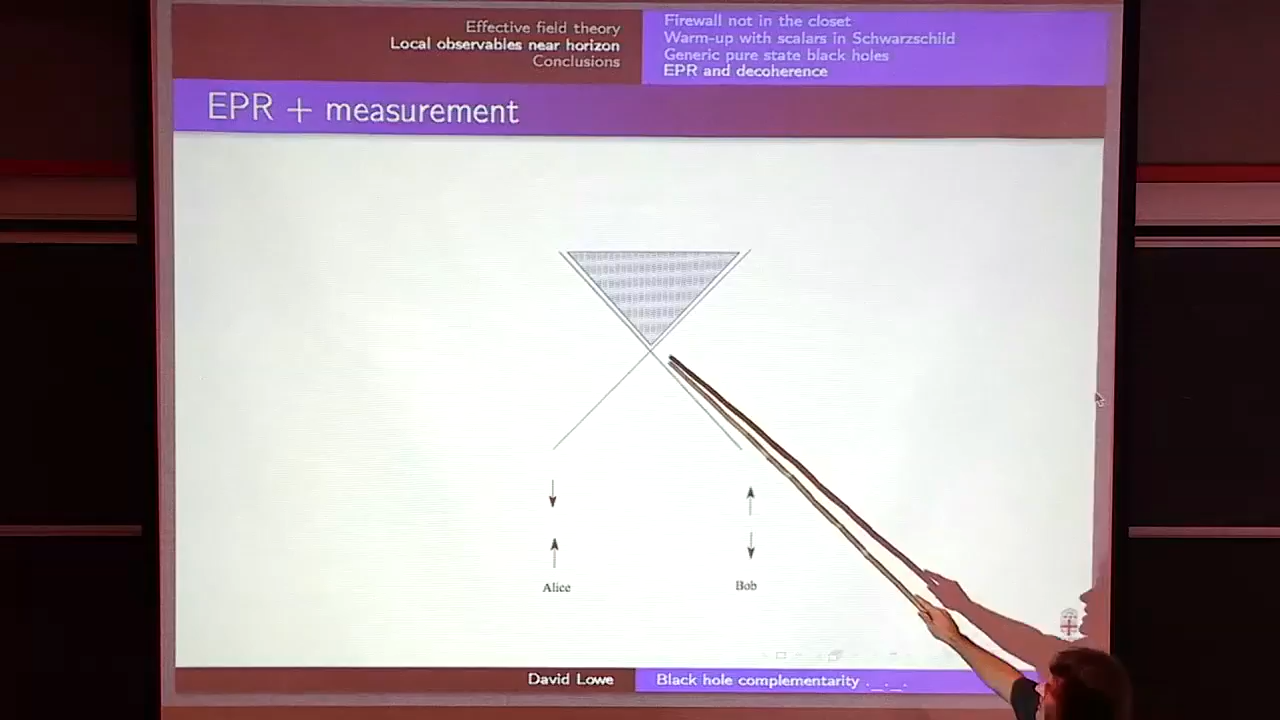 Effective field theory
Local observables near horizon
Conclusions
Firewall not in the closet
Warm-up with scalars in Schwarzschild
Generic pure state black holes
EPR and decoherence
EPR + measurement
Alice
Bob
David Lowe
Black hole complementarity . . .